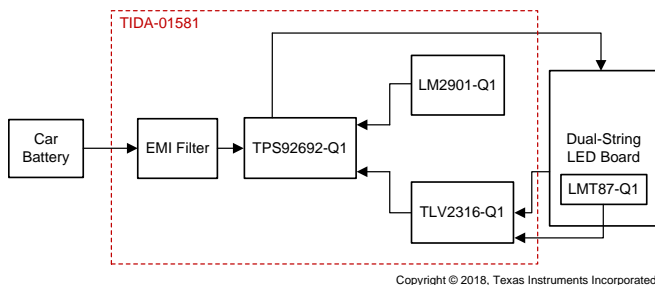 TIDA-01581
LM2901-Q1
Car
Battery
EMI Filter
TPS92692-Q1
Dual-String
LED Board
LMT87-Q1
TLV2316-Q1
Copyright © 2018, Texas Instruments Incorporated